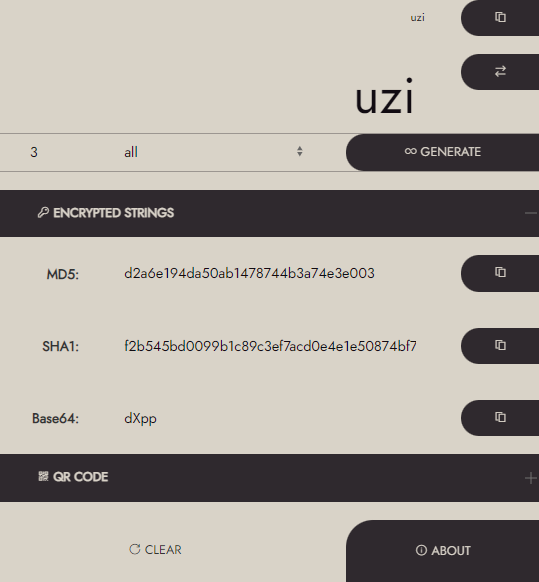 uzi
uzi
3 all GENERATE
ENCRYPTED STRINGS
MD5: d2a6e194da50ab1478744b3a74e3e003
SHA1: f2b545bd0099b1c89c3ef7acd0e4e1e50874bf7
Base64: dXpp
QR CODE
CLEAR ABOUT